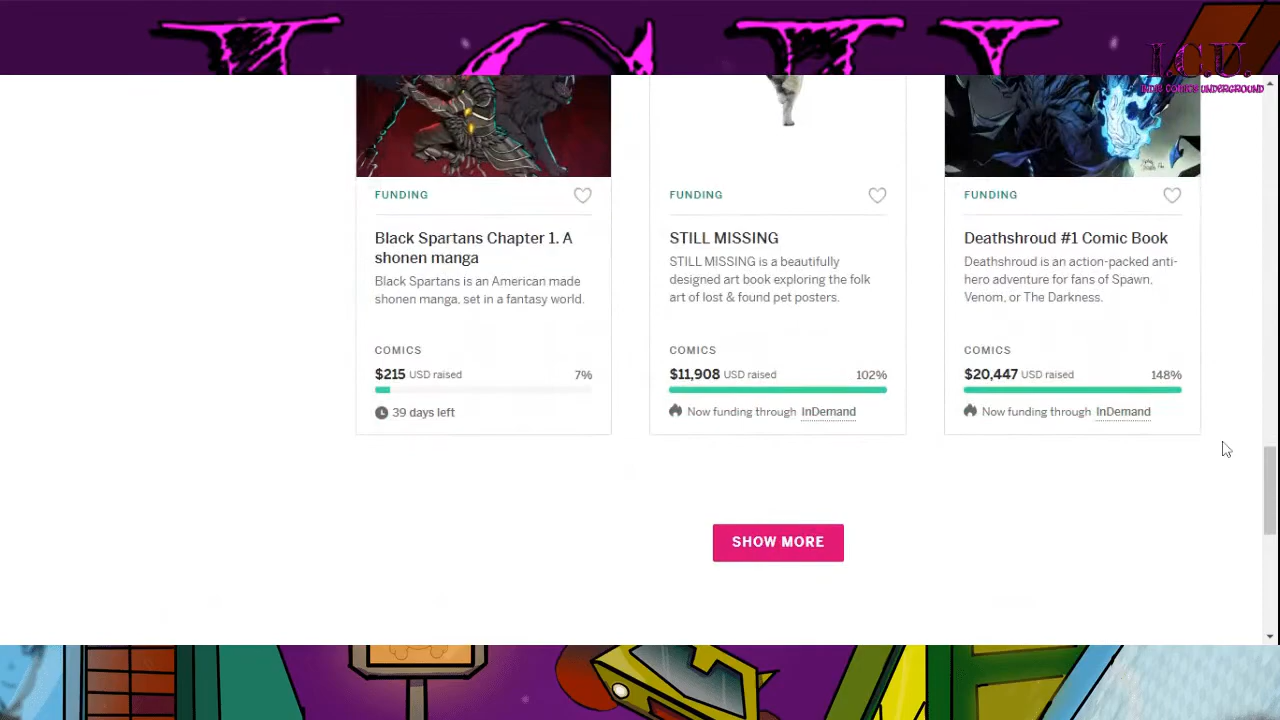 I.C.U.
I.C.U.
INDIE COMICS UNDERGROUND
FUNDING
Black Spartans Chapter 1. A
shonen manga
Black Spartans is an American made
shonen manga, set in a fantasy world.
COMICS
$215 USD raised 7%
39 days left
FUNDING
STILL MISSING
STILL MISSING is a beautifully
designed art book exploring the folk
art of lost & found pet posters.
COMICS
$11,908 USD raised 102%
Now funding through InDemand
FUNDING
Deathshroud #1 Comic Book
Deathshroud is an action-packed anti-
hero adventure for fans of Spawn,
Venom, or The Darkness.
COMICS
$20,447 USD raised 148%
Now funding through InDemand
SHOW MORE